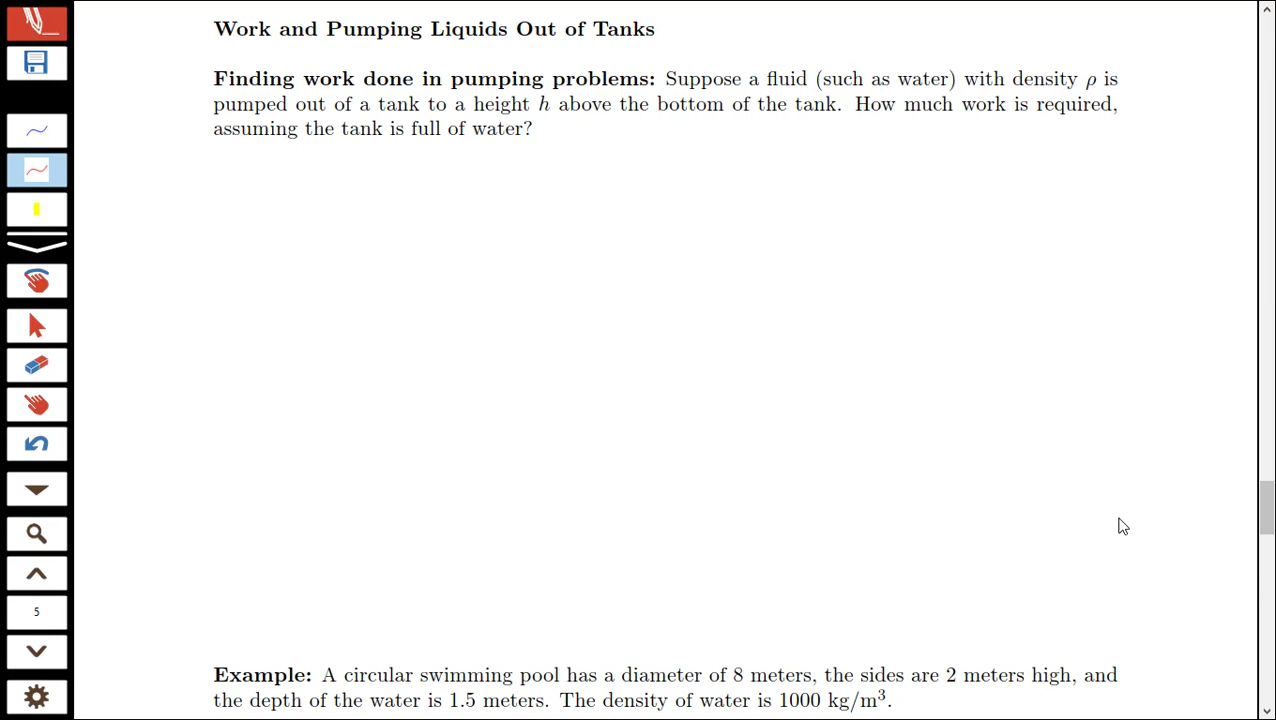 Work and Pumping Liquids Out of Tanks
Finding work done in pumping problems: Suppose a fluid (such as water) with density ρ is
pumped out of a tank to a height h above the bottom of the tank. How much work is required,
assuming the tank is full of water?
5
Example: A circular swimming pool has a diameter of 8 meters, the sides are 2 meters high, and
the depth of the water is 1.5 meters. The density of water is 1000 kg/m³.